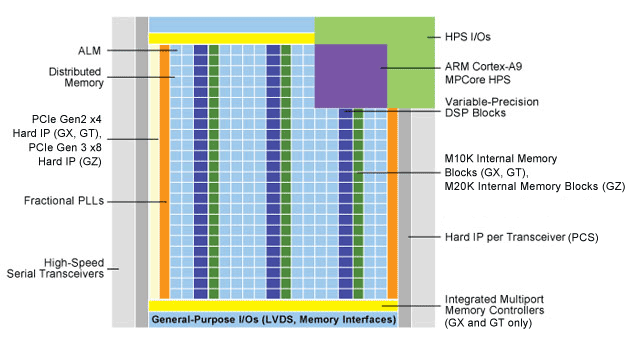 ALM
Distributed
Memory
PCIe Gen2 x4
Hard IP (GX, GT),
PCIe Gen 3 x8
Hard IP (GZ)
Fractional PLLs
High-Speed
Serial Transceivers
HPS I/Os
ARM Cortex-A9
MPCore HPS
Variable-Precision
DSP Blocks
M10K Internal Memory
Blocks (GX, GT),
M20K Internal Memory Blocks (GZ)
Hard IP per Transceiver (PCS)
Integrated Multiport
Memory Controllers
(GX and GT only)
General-Purpose I/Os (LVDS, Memory Interfaces)